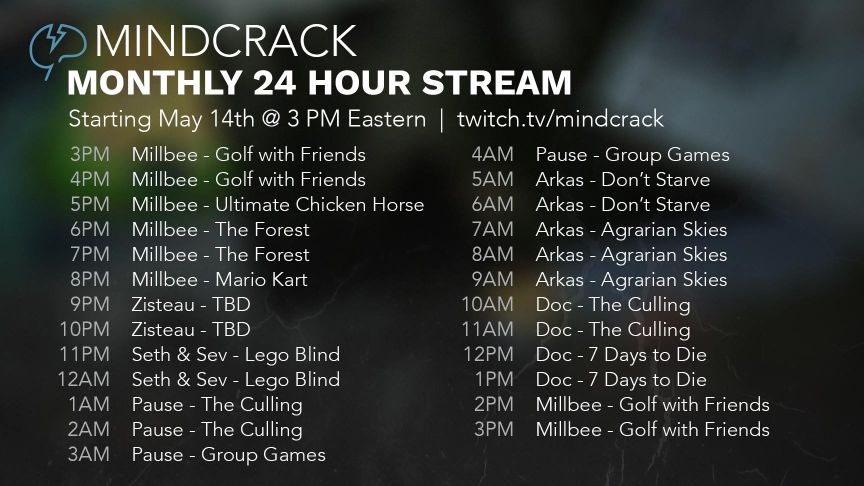 MINDCRACK
MONTHLY 24 HOUR STREAM
Starting May 14th @ 3 PM Eastern | twitch.tv/mindcrack
3PM Millbee - Golf with Friends
4PM Millbee - Golf with Friends
5PM Millbee - Ultimate Chicken Horse
6PM Millbee - The Forest
7PM Millbee - The Forest
8PM Millbee - Mario Kart
9PM Zisteau - TBD
10PM Zisteau - TBD
11PM Seth & Sev - Lego Blind
12AM Seth & Sev - Lego Blind
1AM Pause - The Culling
2AM Pause - The Culling
3AM Pause - Group Games
4AM Pause - Group Games
5AM Arkas - Don't Starve
6AM Arkas - Don't Starve
7AM Arkas - Agrarian Skies
8AM Arkas - Agrarian Skies
9AM Arkas - Agrarian Skies
10AM Doc - The Culling
11AM Doc - The Culling
12PM Doc - 7 Days to Die
1PM Doc - 7 Days to Die
2PM Millbee - Golf with Friends
3PM Millbee - Golf with Friends